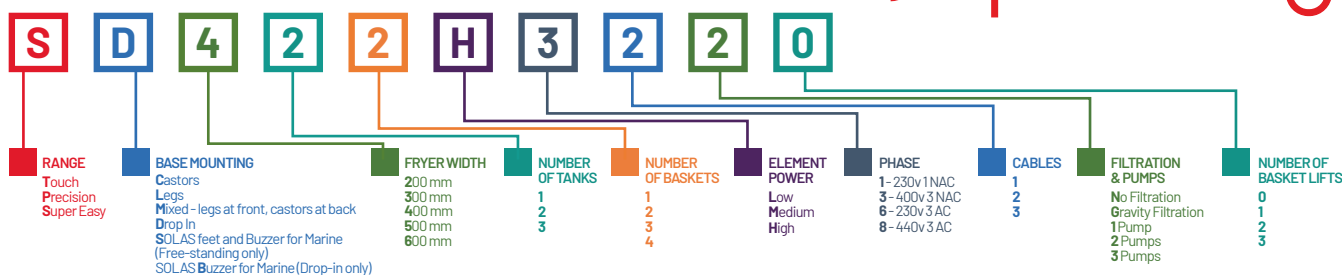 S D 4 2 2 H 3 2 2 0
RANGE
Touch
Precision
Super Easy
BASE MOUNTING
Castors
Legs
Mixed - legs at front, castors at back
Drop In
SOLAS feet and Buzzer for Marine
(Free-standing only)
SOLAS Buzzer for Marine (Drop-in only)
FRYER WIDTH
200 mm
300 mm
400 mm
500 mm
600 mm
NUMBER
OF TANKS
1
2
3
NUMBER
OF BASKETS
1
2
3
4
ELEMENT
POWER
Low
Medium
High
PHASE
1 - 230v 1 NAC
3 - 400v 3 NAC
6 - 230v 3 AC
8 - 440v 3 AC
CABLES
1
2
3
FILTRATION
& PUMPS
No Filtration
Gravity Filtration
1 Pump
2 Pumps
3 Pumps
NUMBER OF
BASKET LIFTS
0
1
2
3